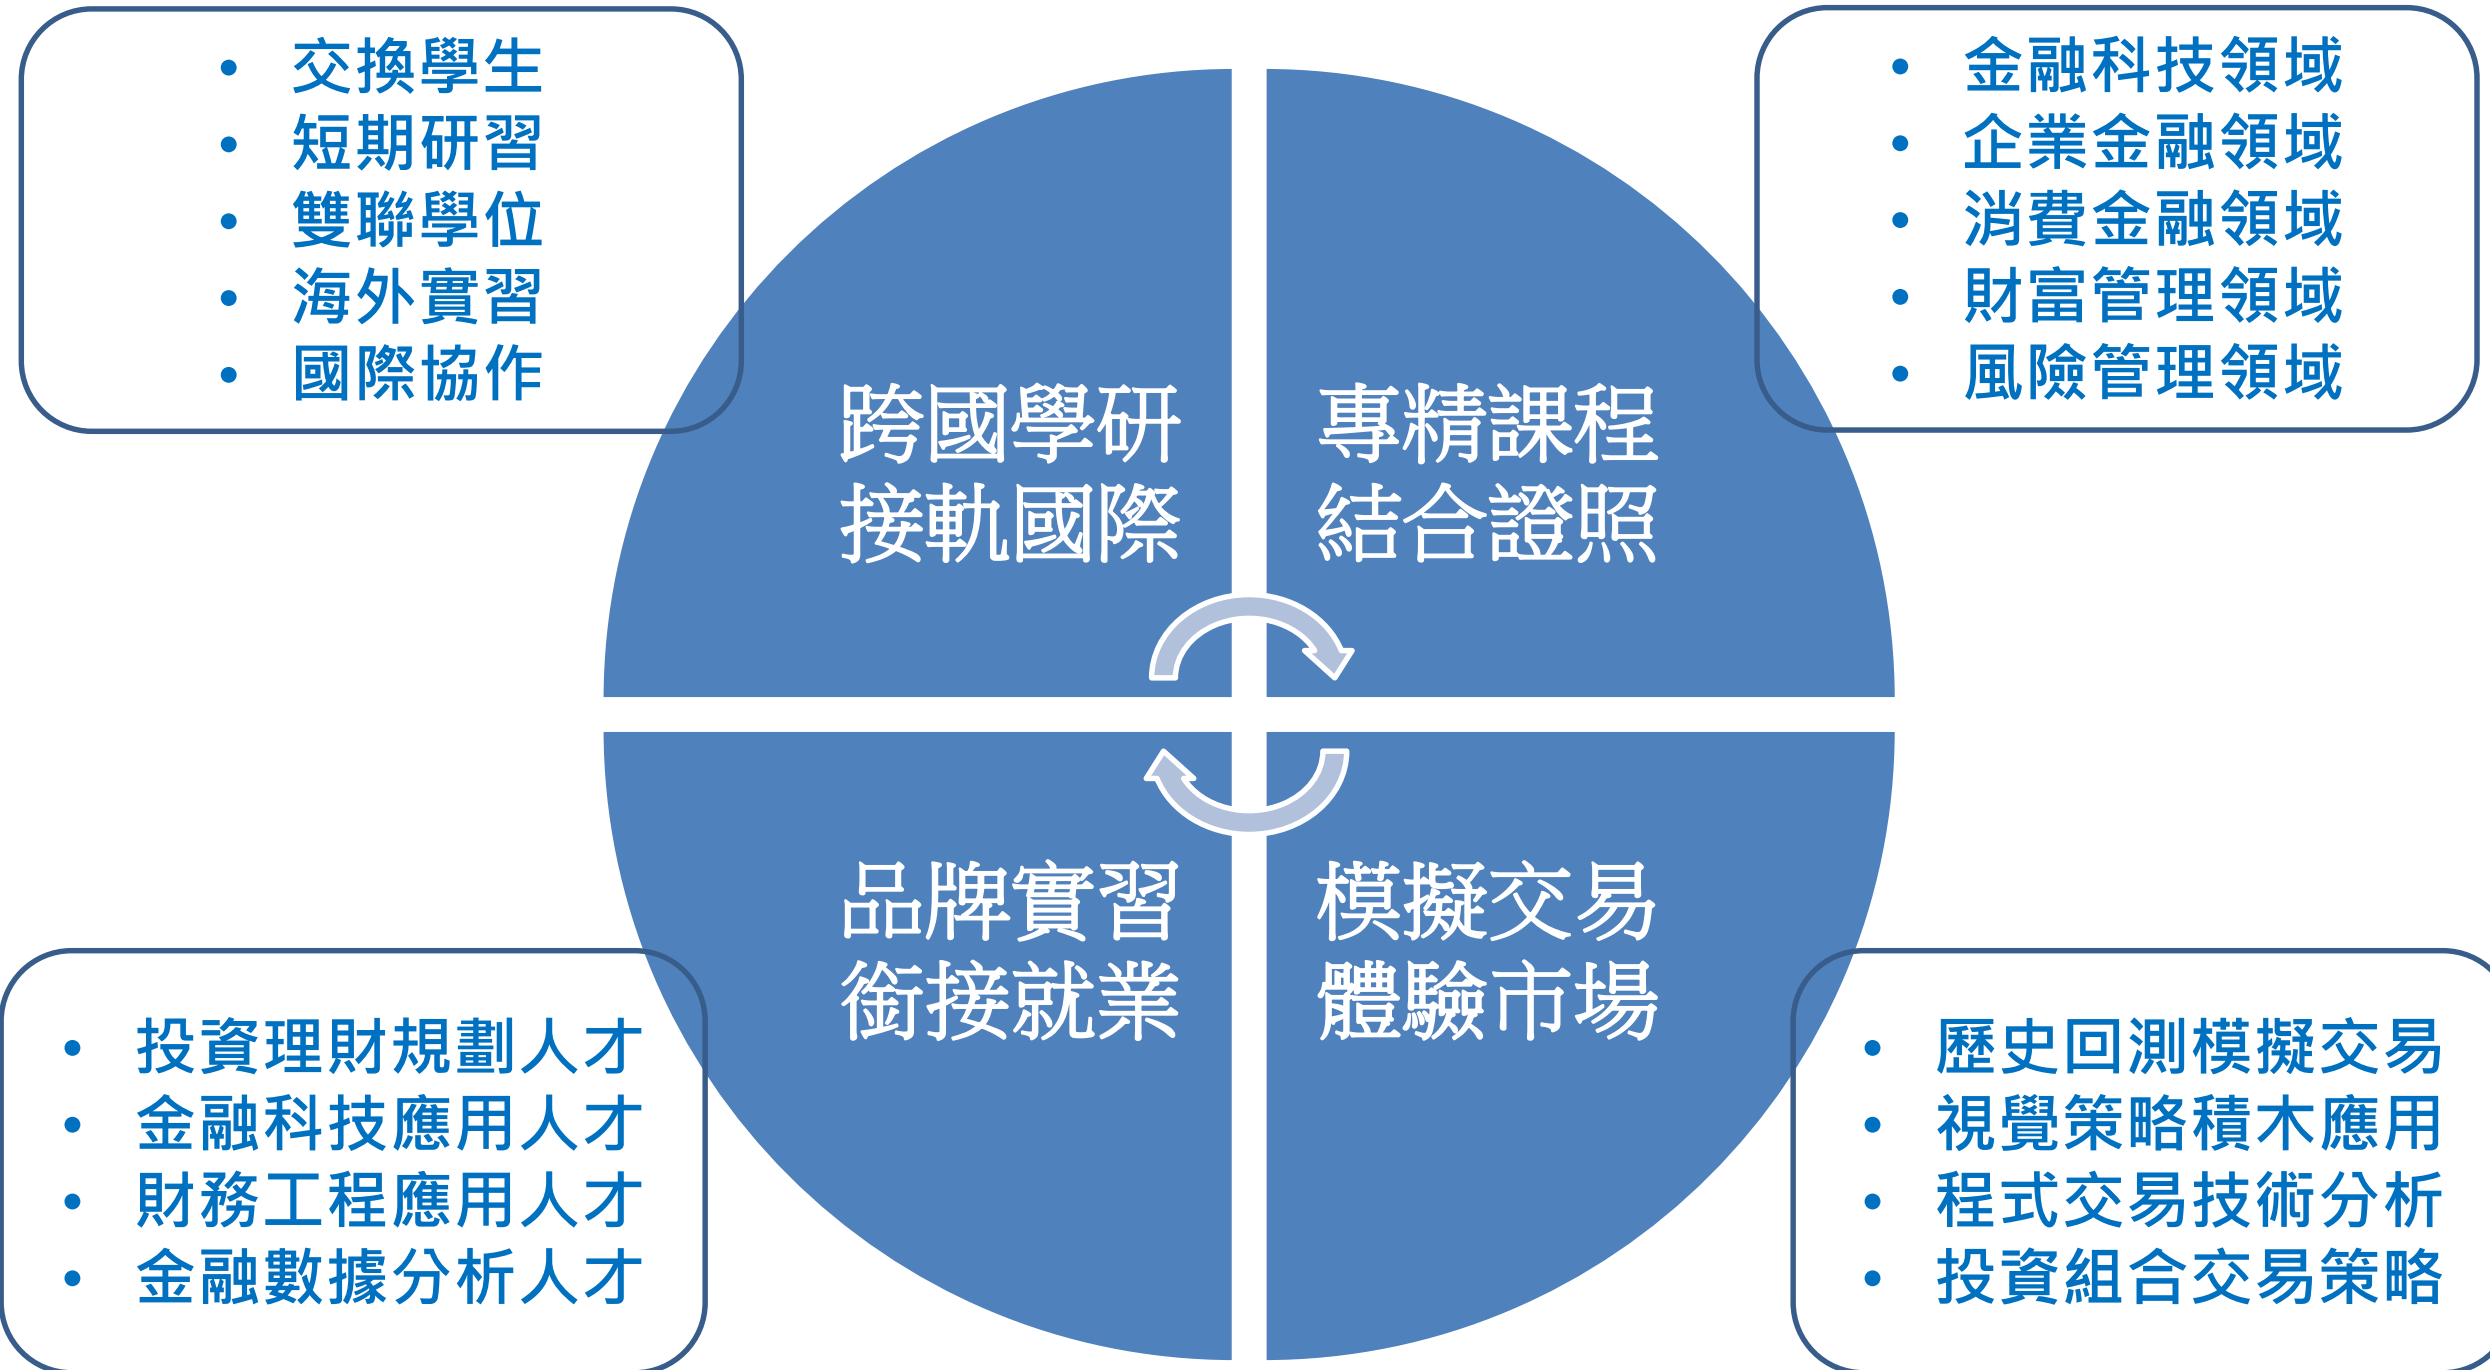 • 交換學生
• 短期研習
• 雙聯學位
• 海外實習
• 國際協作
• 金融科技領域
• 企業金融領域
• 消費金融領域
• 財富管理領域
• 風險管理領域
跨國學研
接軌國際
專精課程
結合證照
品牌實習
銜接就業
模擬交易
體驗市場
• 投資理財規劃人才
• 金融科技應用人才
• 財務工程應用人才
• 金融數據分析人才
• 歷史回測模擬交易
• 視覺策略積木應用
• 程式交易技術分析
• 投資組合交易策略